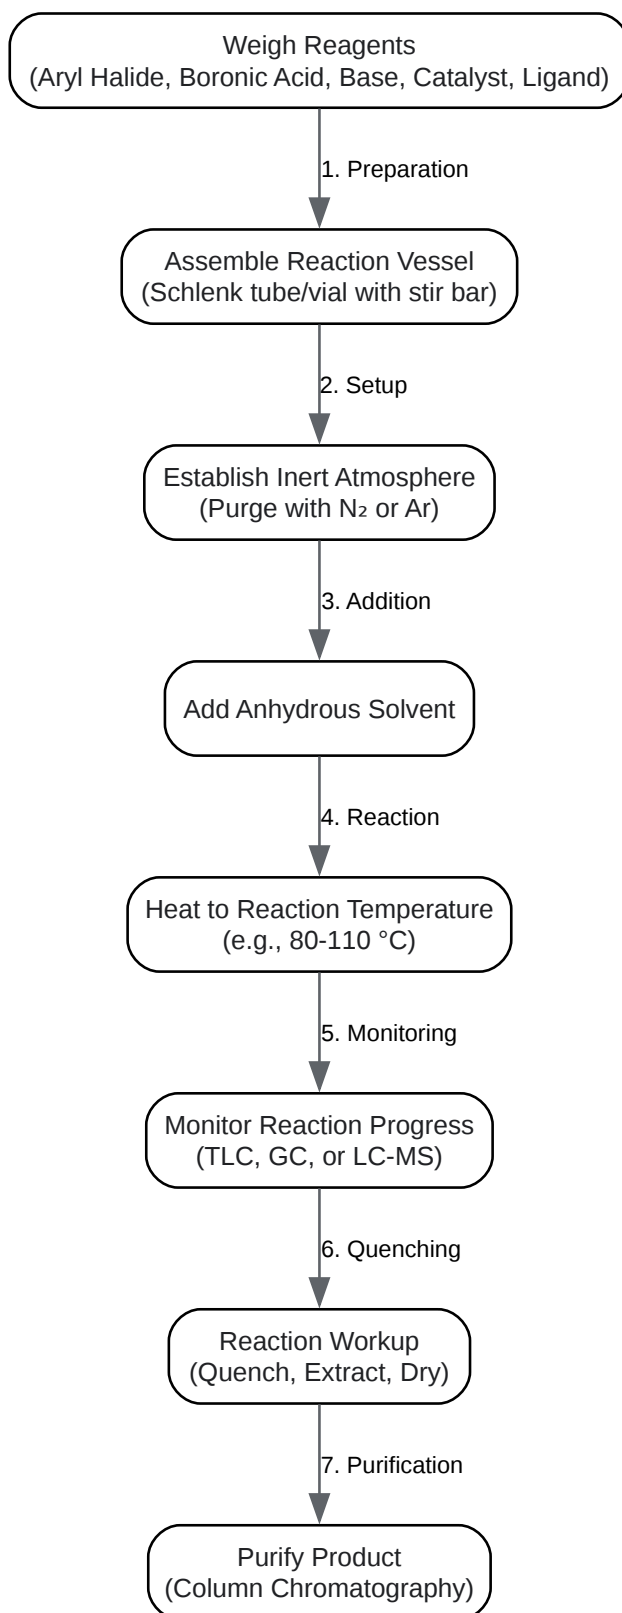 Weigh Reagents
(Aryl Halide, Boronic Acid, Base, Catalyst, Ligand)
1. Preparation
Assemble Reaction Vessel
(Schlenk tube/vial with stir bar)
2. Setup
Establish Inert Atmosphere
(Purge with N₂ or Ar)
3. Addition
Add Anhydrous Solvent
4. Reaction
Heat to Reaction Temperature
(e.g., 80-110 °C)
5. Monitoring
Monitor Reaction Progress
(TLC, GC, or LC-MS)
6. Quenching
Reaction Workup
(Quench, Extract, Dry)
7. Purification
Purify Product
(Column Chromatography)